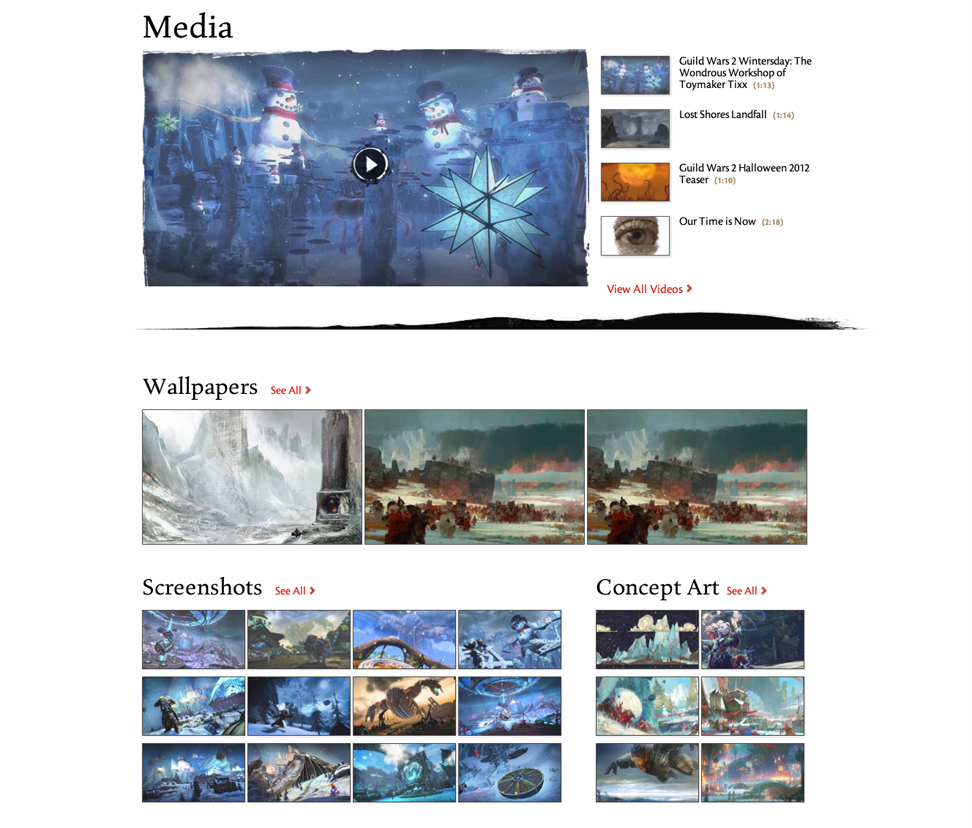 Media
Guild Wars 2 Wintersday: The
Wondrous Workshop of
Toymaker Tixx (1:13)
Lost Shores Landfall (1:14)
Guild Wars 2 Halloween 2012
Teaser (1:10)
Our Time is Now (2:18)
View All Videos
Wallpapers See All
Screenshots See All
Concept Art See All